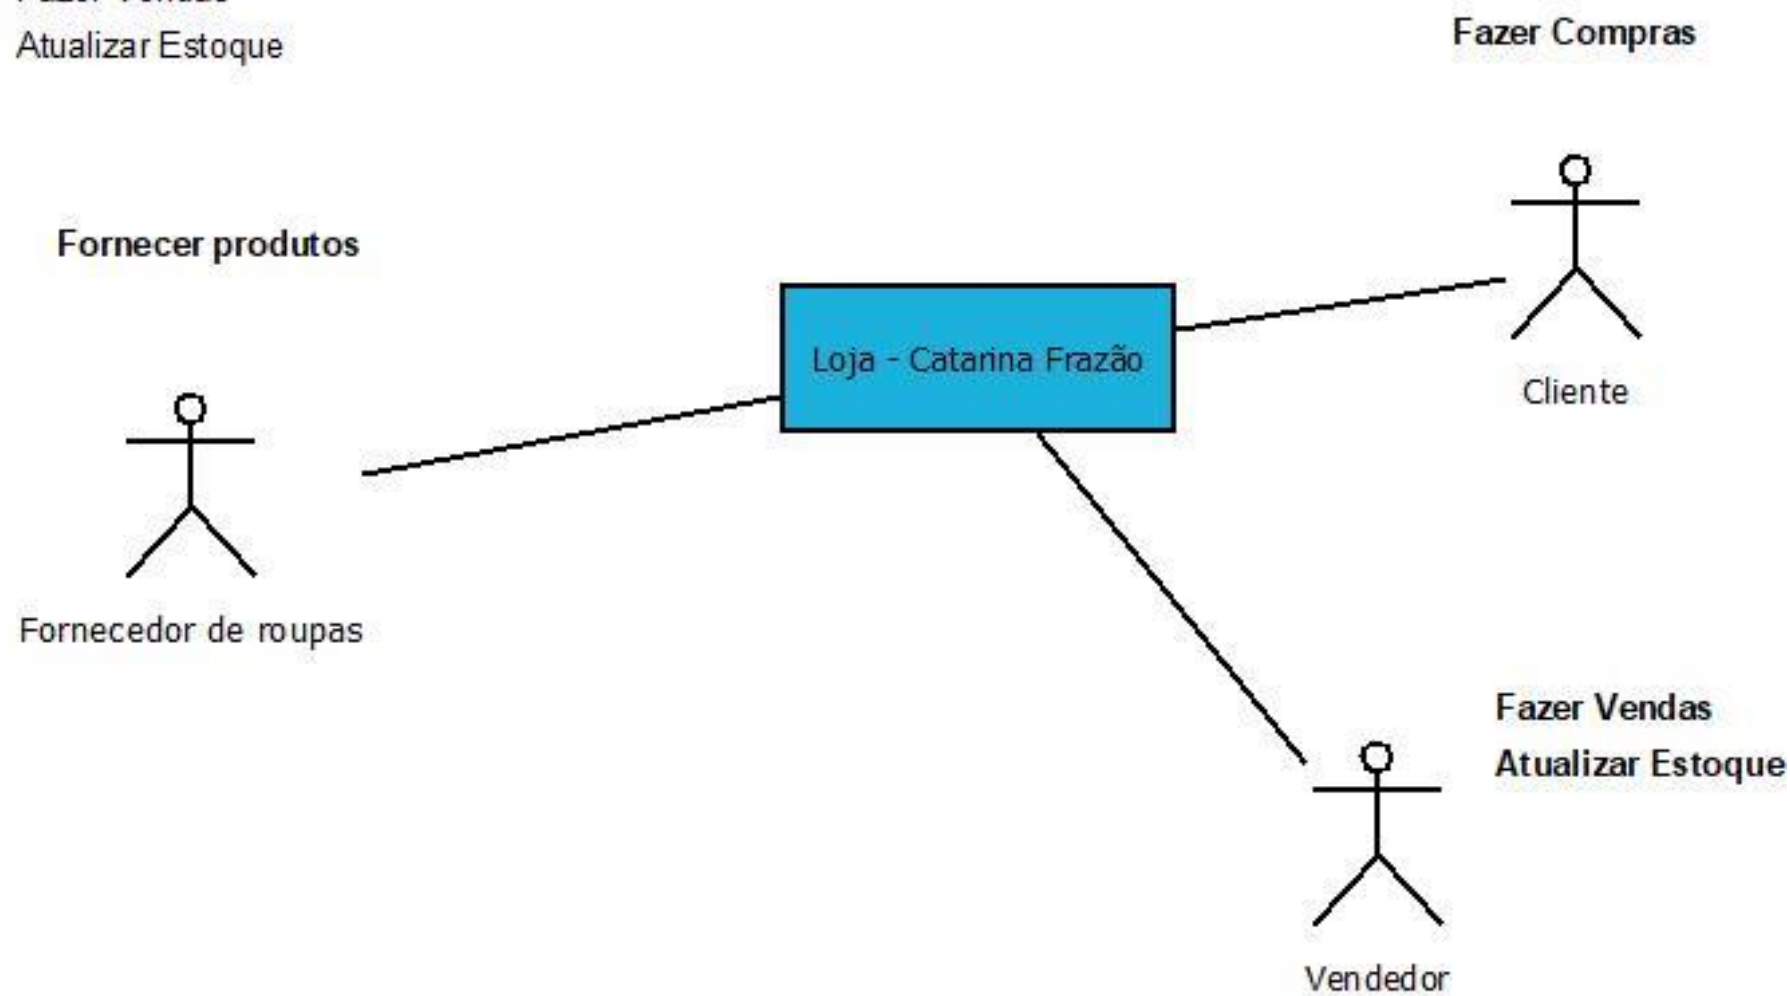 Atualizar Estoque
Fazer Compras
Fornecer produtos
Loja - Catarina Frazão
Cliente
Fornecedor de roupas
Fazer Vendas
Atualizar Estoque
Vendedor